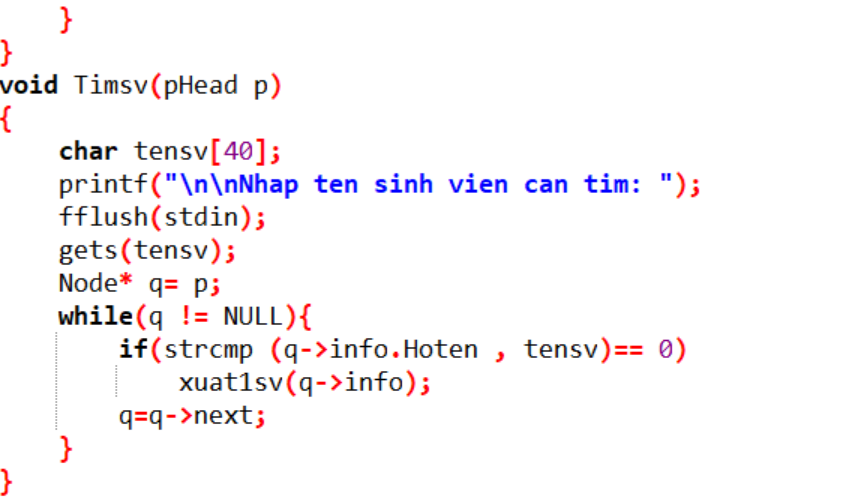 }
}
void Timsv(pHead p)
{
    char tensv[40];
    printf("\n\nNhap ten sinh vien can tim: ");
    fflush(stdin);
    gets(tensv);
    Node* q= p;
    while(q != NULL){
        if(strcmp (q->info.Hoten , tensv)== 0)
            xuat1sv(q->info);
        q=q->next;
    }
}